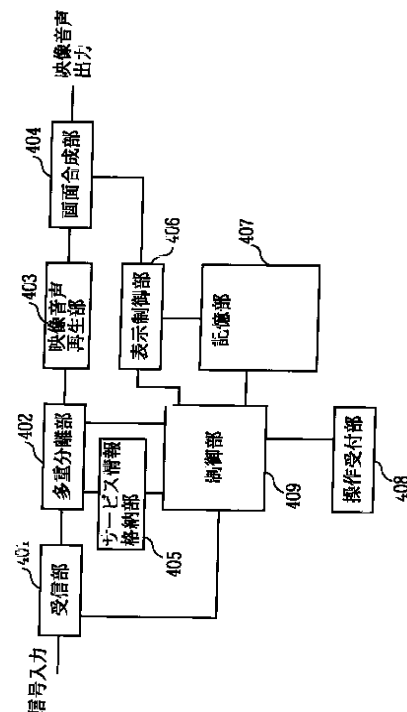 信号入力
401
受信部
402
多重分離部
403
映像音声
再生部
404
画面合成部
映像音声
出力
サービス情報
格納部
405
表示制御部
406
制御部
409
記憶部
407
操作受付部
408